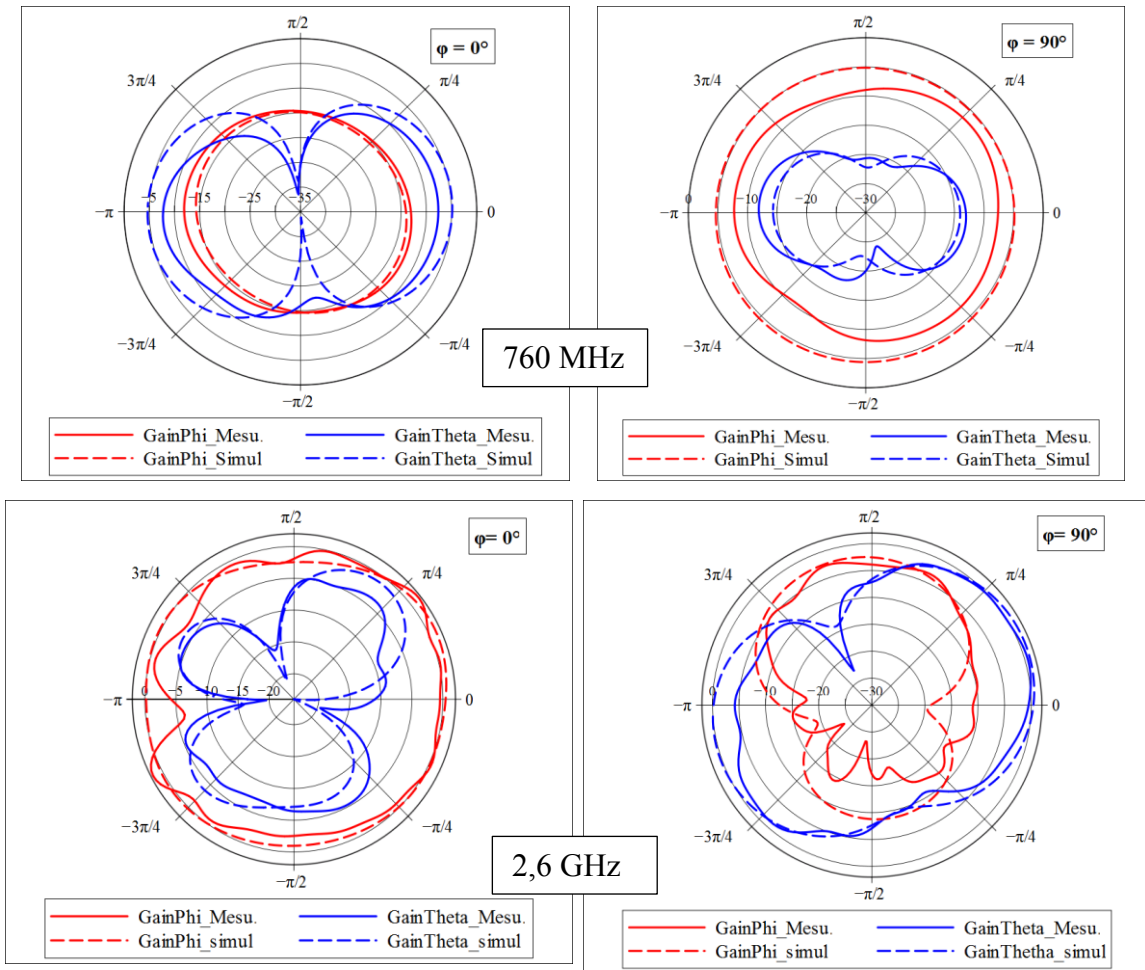 π/2
φ = 0°
3π/4
π/4
−π
−5
−15
−25
−35
0
−3π/4
−π/4
−π/2
GainPhi_Mesu.
GainTheta_Mesu.
GainPhi_Simul
GainTheta_Simul
π/2
φ = 90°
3π/4
π/4
−π
0
−10
−20
−30
0
−3π/4
−π/4
−π/2
GainPhi_Mesu.
GainTheta_Mesu.
GainPhi_Simul
GainTheta_Simul
760 MHz
π/2
φ= 0°
3π/4
π/4
−π
0
−5
−10
−15
−20
0
−3π/4
−π/4
−π/2
GainPhi_Mesu.
GainTheta_Mesu.
GainPhi_simul
GainTheta_simul
π/2
φ= 90°
3π/4
π/4
−π
0
−10
−20
−30
0
−3π/4
−π/4
−π/2
GainPhi_Mesu.
GainTheta_Mesu.
GainPhi_simul
GainThetha_simul
2,6 GHz